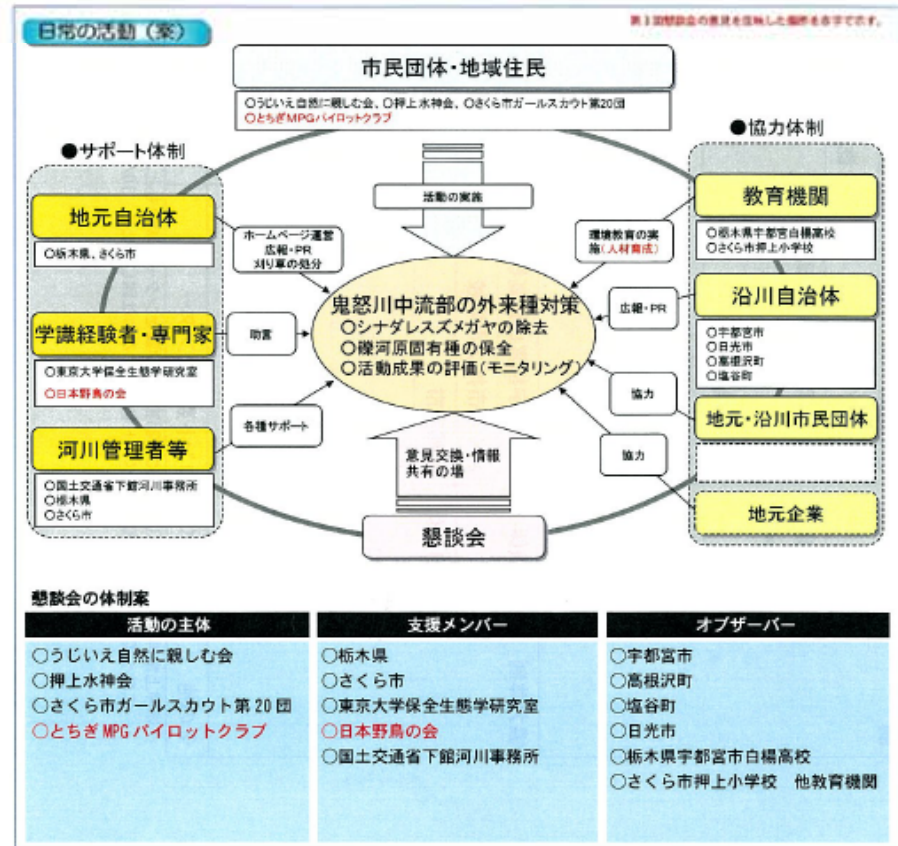 日常の活動（案）
第3回懇談会の意見を反映した箇所を赤字で示す。
市民団体・地域住民
○うじいえ自然に親しむ会、○押上水神会、○さくら市ガールスカウト第20団
○とちぎMPGパイロットクラブ
●サポート体制
地元自治体
○栃木県、さくら市
学識経験者・専門家
○東京大学保全生態学研究室
○日本野鳥の会
河川管理者等
○国土交通省下館河川事務所
○栃木県
○さくら市
ホームページ運営
広報・PR
刈り草の処分
助言
各種サポート
活動の実施
鬼怒川中流部の外来種対策
○シナダレスズメガヤの除去
○礫河原固有種の保全
○活動成果の評価(モニタリング)
意見交換・情報
共有の場
懇談会
環境教育の実
施(人材育成)
広報・PR
協力
協力
●協力体制
教育機関
○栃木県宇都宮白楊高校
○さくら市押上小学校
沿川自治体
○宇都宮市
○日光市
○高根沢町
○塩谷町
地元・沿川市民団体
地元企業
懇談会の体制案
活動の主体
○うじいえ自然に親しむ会
○押上水神会
○さくら市ガールスカウト第20団
○とちぎMPGパイロットクラブ
支援メンバー
○栃木県
○さくら市
○東京大学保全生態学研究室
○日本野鳥の会
○国土交通省下館河川事務所
オブザーバー
○宇都宮市
○高根沢町
○塩谷町
○日光市
○栃木県宇都宮市白楊高校
○さくら市押上小学校　他教育機関